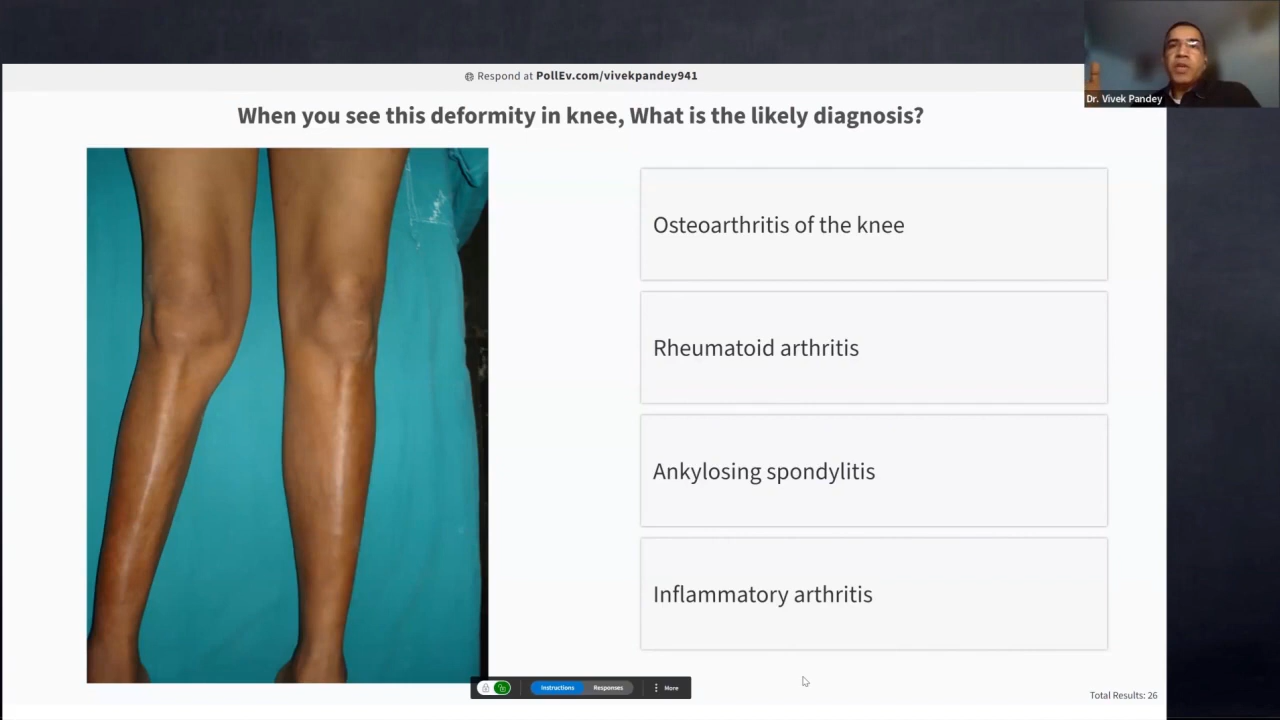 Respond at PollEv.com/vivekpandey941
Dr. Vivek Pandey
When you see this deformity in knee, What is the likely diagnosis?
Osteoarthritis of the knee
Rheumatoid arthritis
Ankylosing spondylitis
Inflammatory arthritis
Instructions
Responses
More
Total Results: 26